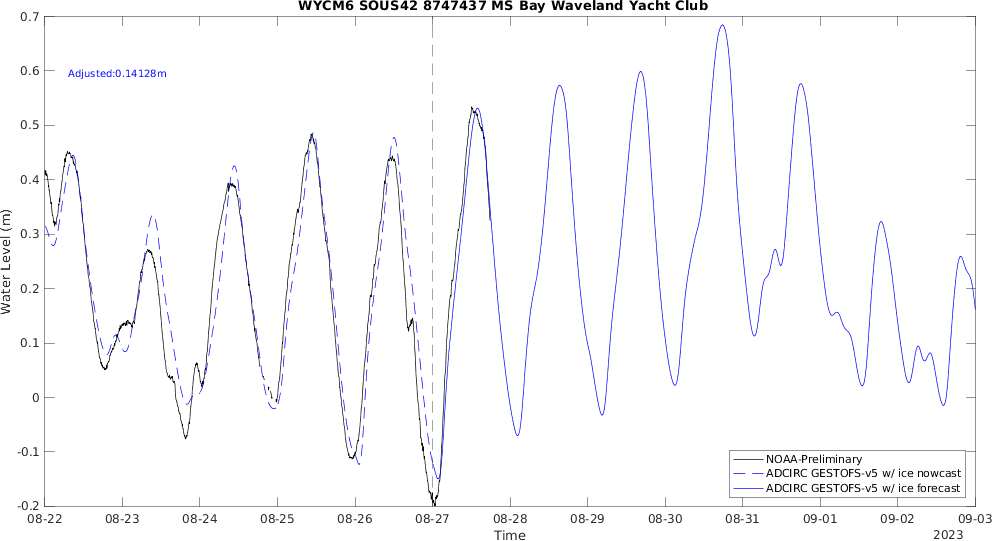 WYCM6 SOUS42 8747437 MS Bay Waveland Yacht Club
0.7
0.6
Adjusted:0.14128m
0.5
0.4
0.3
0.2
0.1
0
-0.1
-0.2
Water Level (m)
NOAA-Preliminary
ADCIRC GESTOFS-v5 w/ ice nowcast
ADCIRC GESTOFS-v5 w/ ice forecast
08-22 08-23 08-24 08-25 08-26 08-27 08-28 08-29 08-30 08-31 09-01 09-02 09-03
Time
2023